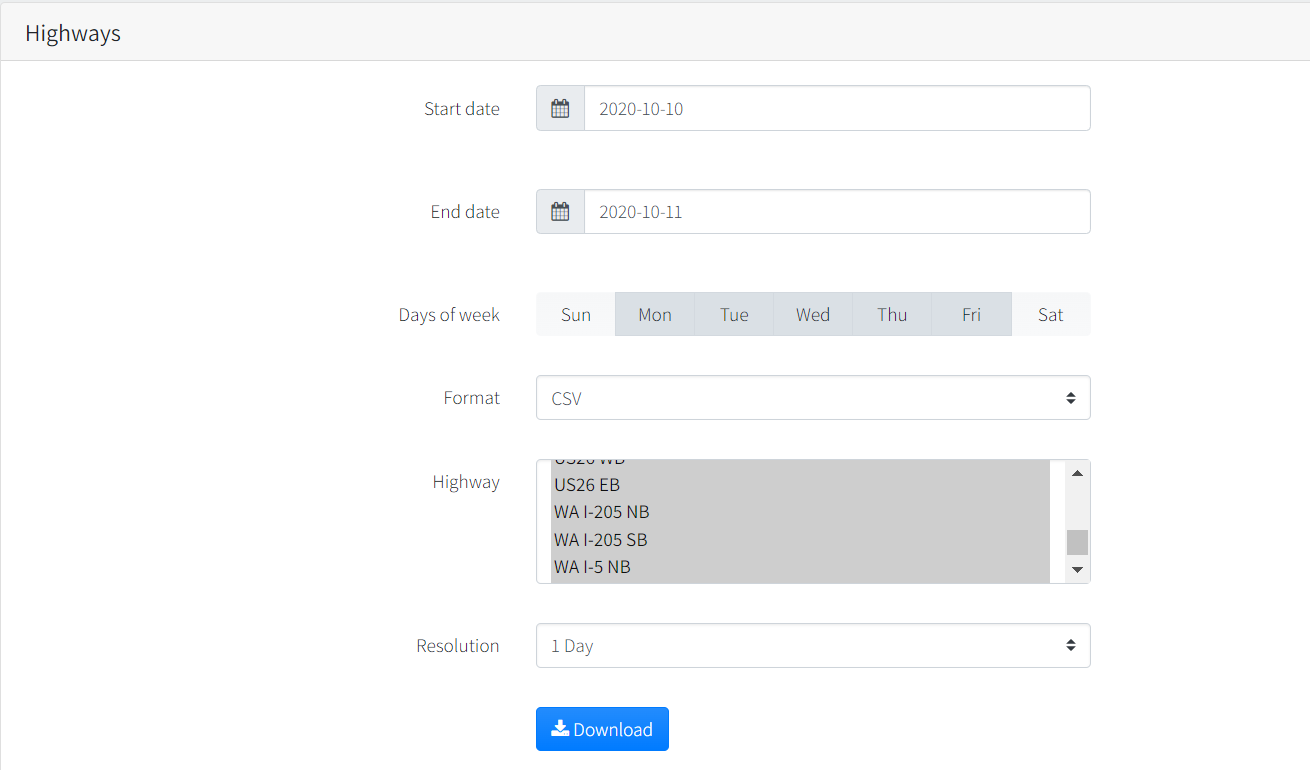 Highways
Start date
2020-10-10
End date
2020-10-11
Days of week
Sun Mon Tue Wed Thu Fri Sat
Format
CSV
Highway
US26 WB
US26 EB
WA I-205 NB
WA I-205 SB
WA I-5 NB
Resolution
1 Day
Download